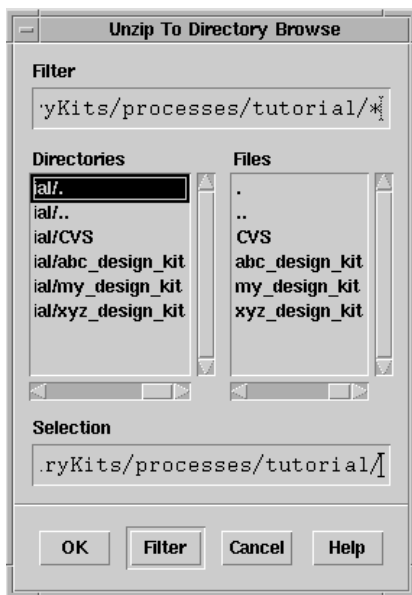 Unzip To Directory Browse
Filter
yKits/processes/tutorial/*
Directories
ial/.
ial/..
ial/CVS
ial/abc_design_kit
ial/my_design_kit
ial/xyz_design_kit
Files
.
..
CVS
abc_design_kit
my_design_kit
xyz_design_kit
Selection
.ryKits/processes/tutorial/
OK Filter Cancel Help